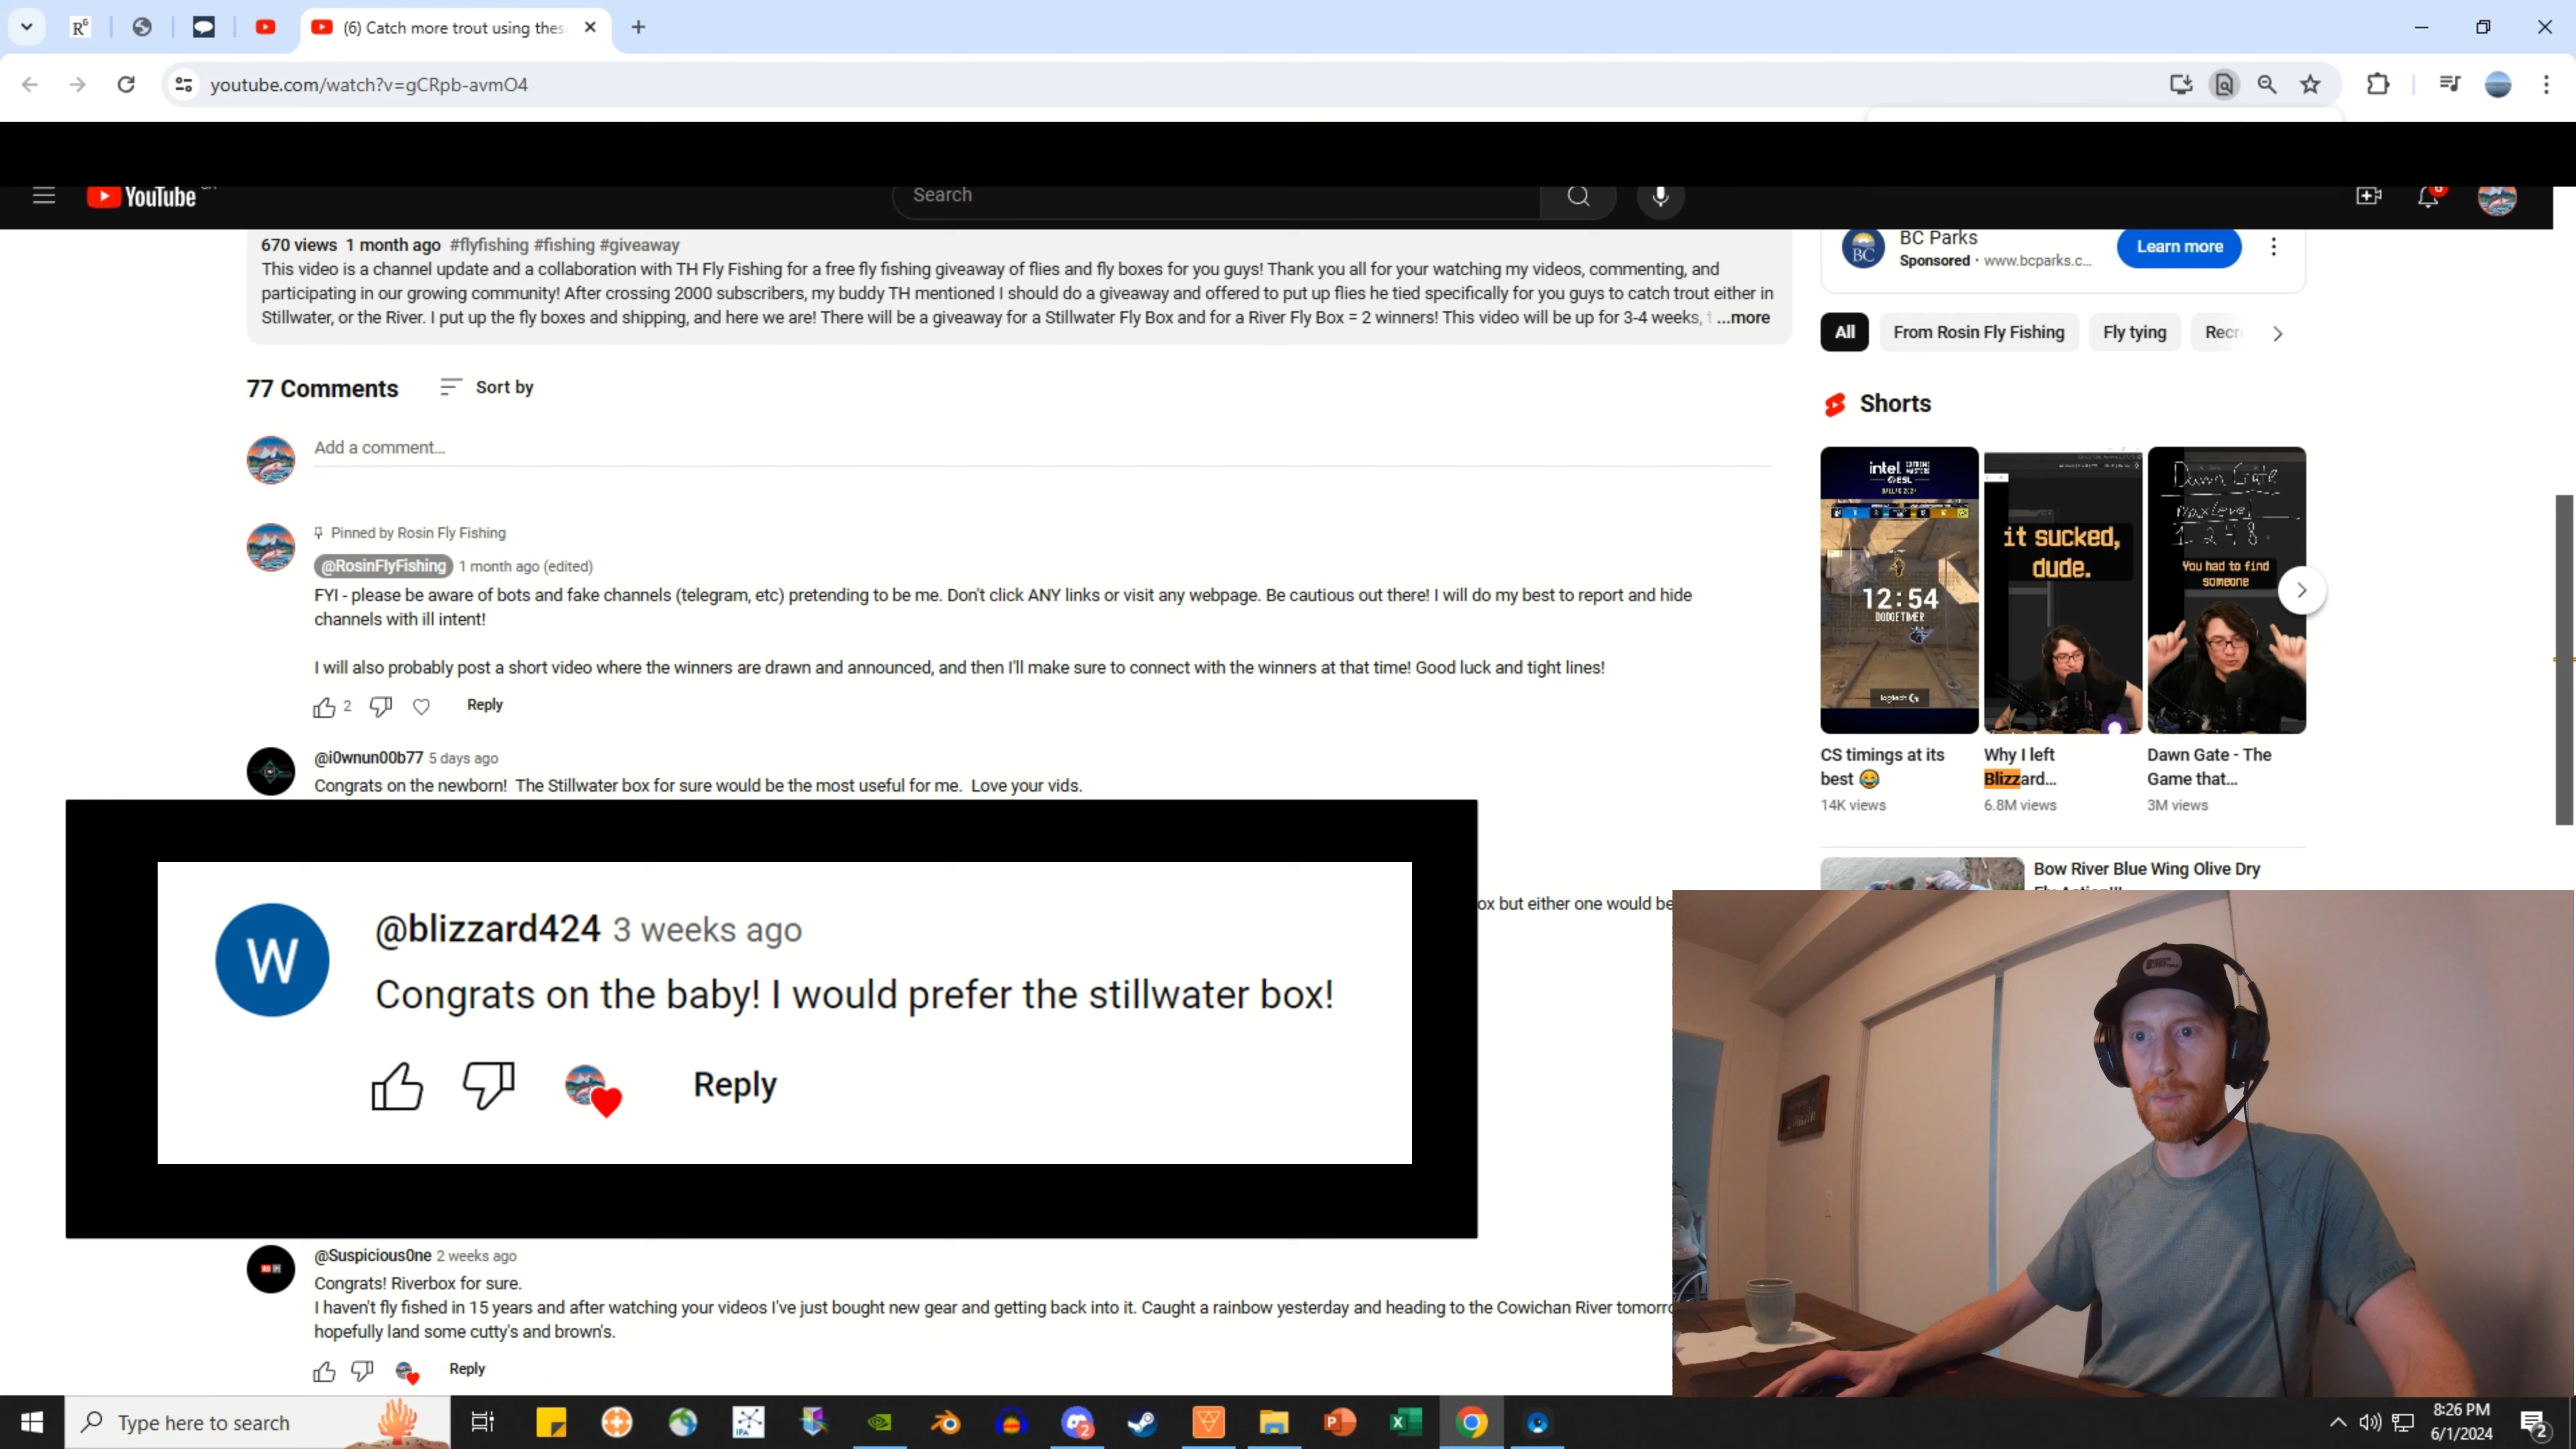 (6) Catch more trout using thes
youtube.com/watch?v=gCRpb-avmO4
YouTube
Search
670 views 1 month ago #flyfishing #fishing #giveaway
This video is a channel update and a collaboration with TH Fly Fishing for a free fly fishing giveaway of flies and fly boxes for you guys! Thank you all for your watching my videos, commenting, and
participating in our growing community! After crossing 2000 subscribers, my buddy TH mentioned I should do a giveaway and offered to put up flies he tied specifically for you guys to catch trout either in
Stillwater, or the River. I put up the fly boxes and shipping, and here we are! There will be a giveaway for a Stillwater Fly Box and for a River Fly Box = 2 winners! This video will be up for 3-4 weeks, t ...more
77 Comments Sort by
Add a comment...
Pinned by Rosin Fly Fishing
@RosinFlyFishing 1 month ago (edited)
FYI - please be aware of bots and fake channels (telegram, etc) pretending to be me. Don't click ANY links or visit any webpage. Be cautious out there! I will do my best to report and hide
channels with ill intent!
I will also probably post a short video where the winners are drawn and announced, and then I'll make sure to connect with the winners at that time! Good luck and tight lines!
2 Reply
@i0wnun00b77 5 days ago
Congrats on the newborn! The Stillwater box for sure would be the most useful for me. Love your vids.
ox but either one would be
W
@blizzard424 3 weeks ago
Congrats on the baby! I would prefer the stillwater box!
Reply
@Suspicious0ne 2 weeks ago
Congrats! Riverbox for sure.
I haven't fly fished in 15 years and after watching your videos I've just bought new gear and getting back into it. Caught a rainbow yesterday and heading to the Cowichan River tomorro
hopefully land some cutty's and brown's.
Reply
BC Parks
Sponsored · www.bcparks.c...
Learn more
All From Rosin Fly Fishing Fly tying Recr
Shorts
intel
ESL
12:54
DODGE TIMER
logitech G
it sucked,
dude.
Dawn Gate
max level
1 2 4 8
You had to find
someone
CS timings at its
best 😂
14K views
Why I left
Blizzard...
6.8M views
Dawn Gate - The
Game that...
3M views
Bow River Blue Wing Olive Dry
Type here to search
8:26 PM
6/1/2024
2